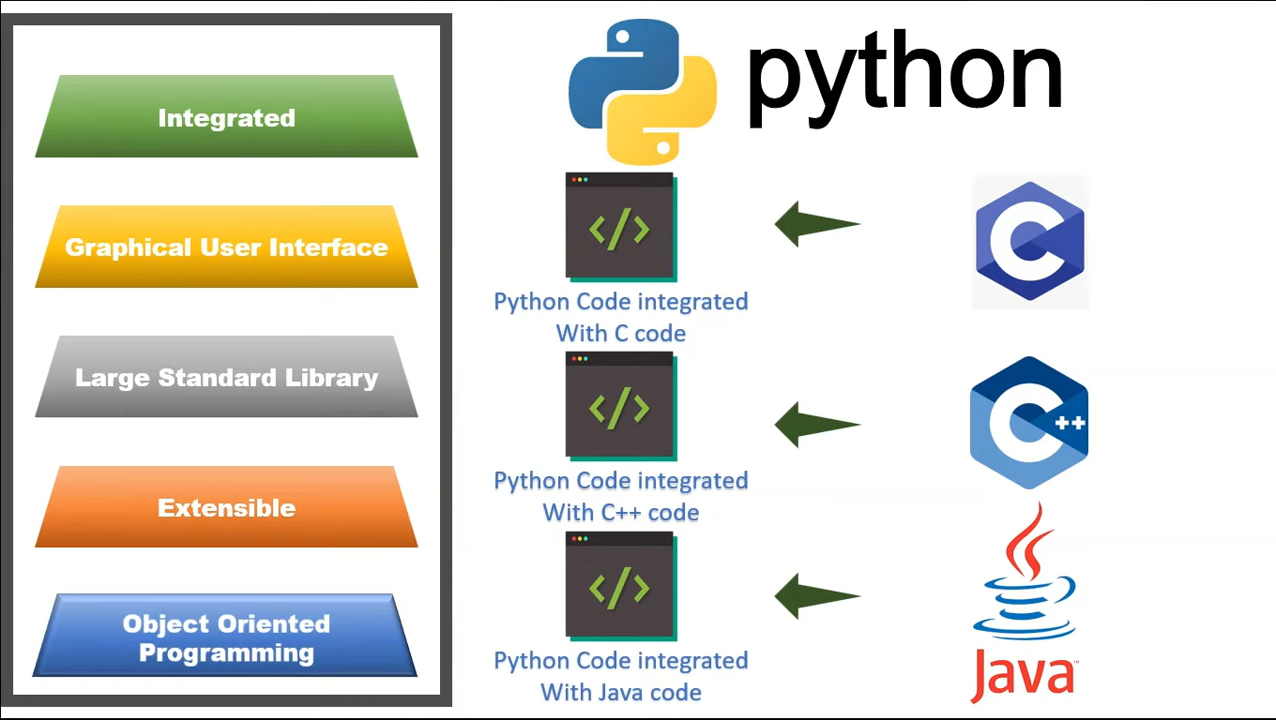 Integrated
Graphical User Interface
Large Standard Library
Extensible
Object Oriented
Programming
python
</>
Python Code integrated
With C code
C
</>
Python Code integrated
With C++ code
C++
</>
Python Code integrated
With Java code
Java™